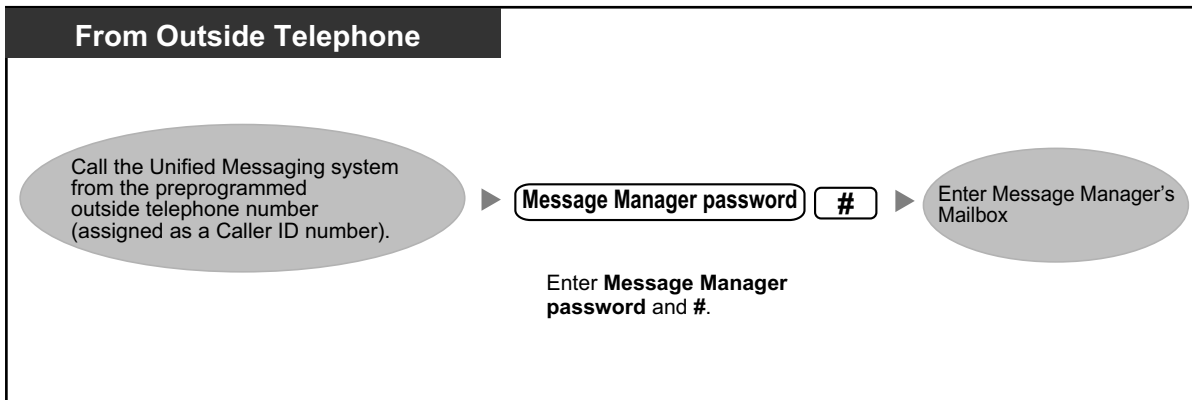 From Outside Telephone
Call the Unified Messaging system
from the preprogrammed
outside telephone number
(assigned as a Caller ID number).
Message Manager password #
Enter Message Manager
password and #.
Enter Message Manager's
Mailbox